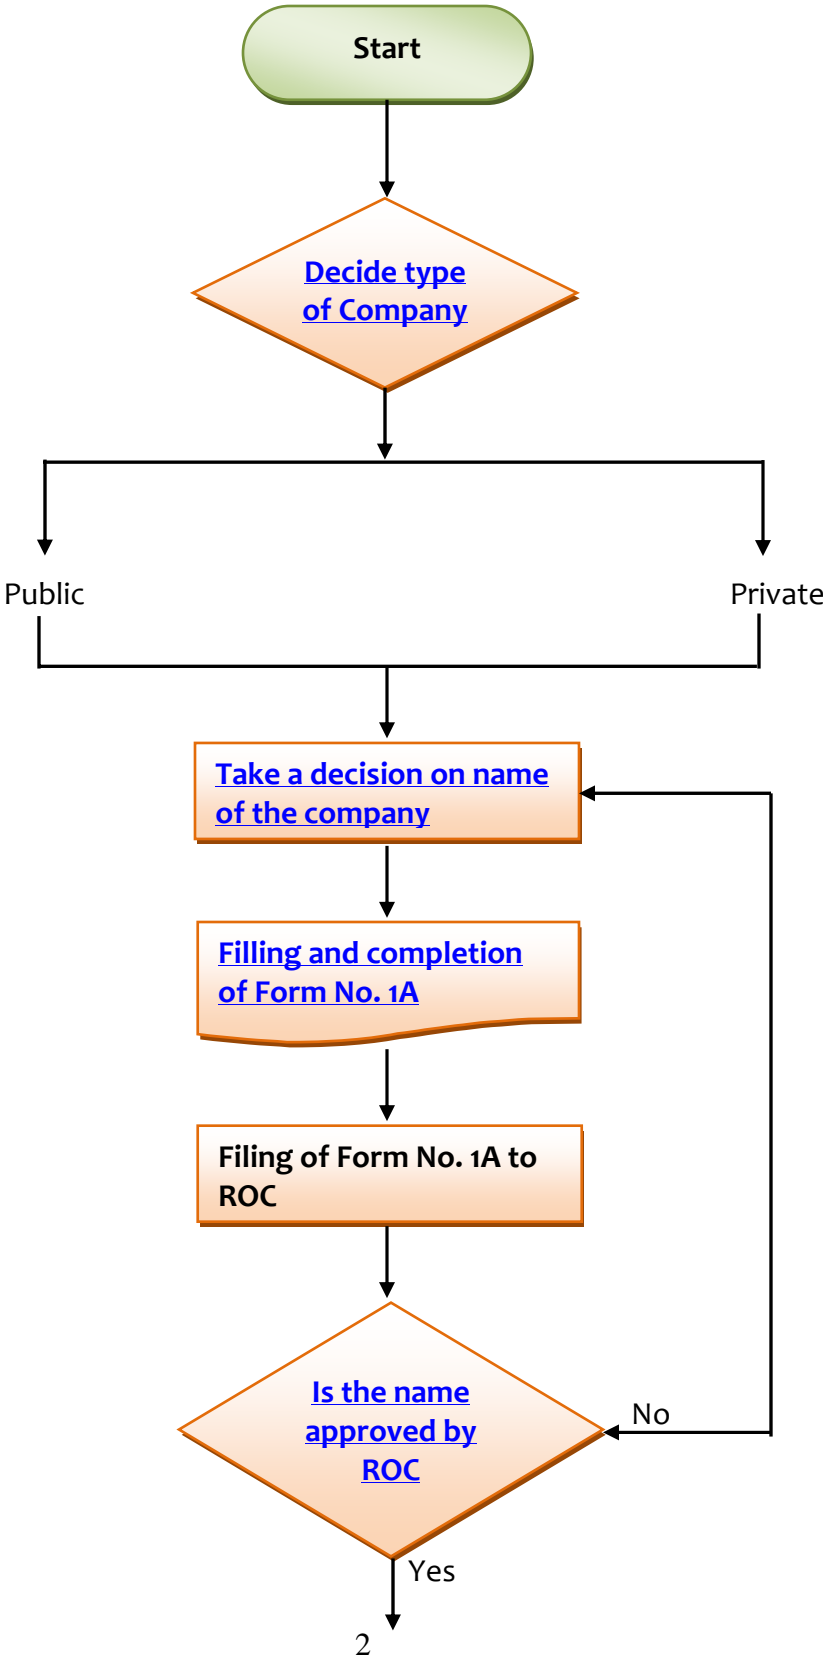 Start
Decide type
of Company
Public
Private
Take a decision on name
of the company
Filling and completion
of Form No. 1A
Filing of Form No. 1A to
ROC
Is the name
approved by
ROC
No
Yes
2